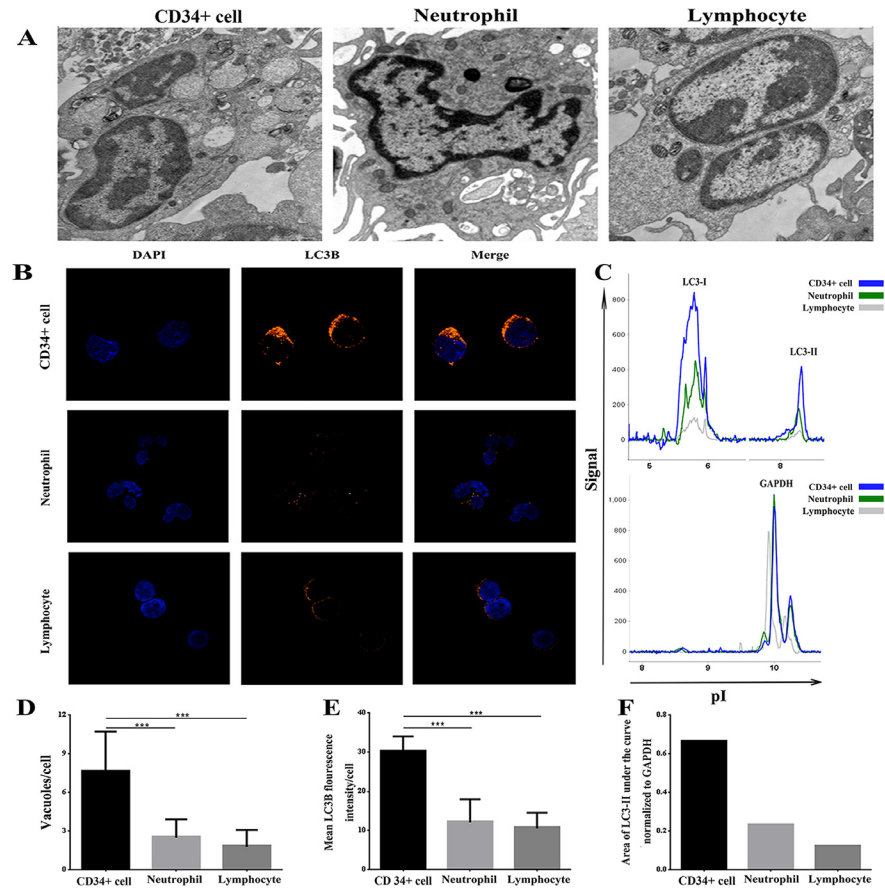 A
CD34+ cell
Neutrophil
Lymphocyte
B
DAPI
LC3B
Merge
CD34+ cell
Neutrophil
Lymphocyte
C
LC3-I
LC3-II
CD34+ cell
Neutrophil
Lymphocyte
800
600
400
200
0
5
6
8
Signal
GAPDH
CD34+ cell
Neutrophil
Lymphocyte
1,000
800
600
400
200
0
8
9
10
pI
D
Vacuoles/cell
12
9
6
3
0
***
***
CD34+ cell
Neutrophil
Lymphocyte
E
Mean LC3B flourescence
intensity/cell
40
30
20
10
0
***
***
CD 34+ cell
Neutrophil
Lymphocyte
F
Area of LC3-II under the curve
normalized to GAPDH
0.8
0.6
0.4
0.2
0.0
CD34+ cell
Neutrophil
Lymphocyte